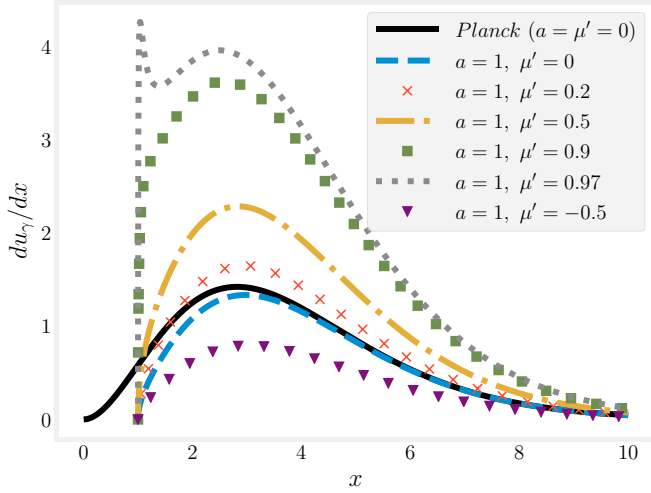 4
3
2
1
0
du_γ/dx
0
2
4
6
8
10
x
Planck (a = μ′ = 0)
a = 1, μ′ = 0
a = 1, μ′ = 0.2
a = 1, μ′ = 0.5
a = 1, μ′ = 0.9
a = 1, μ′ = 0.97
a = 1, μ′ = −0.5